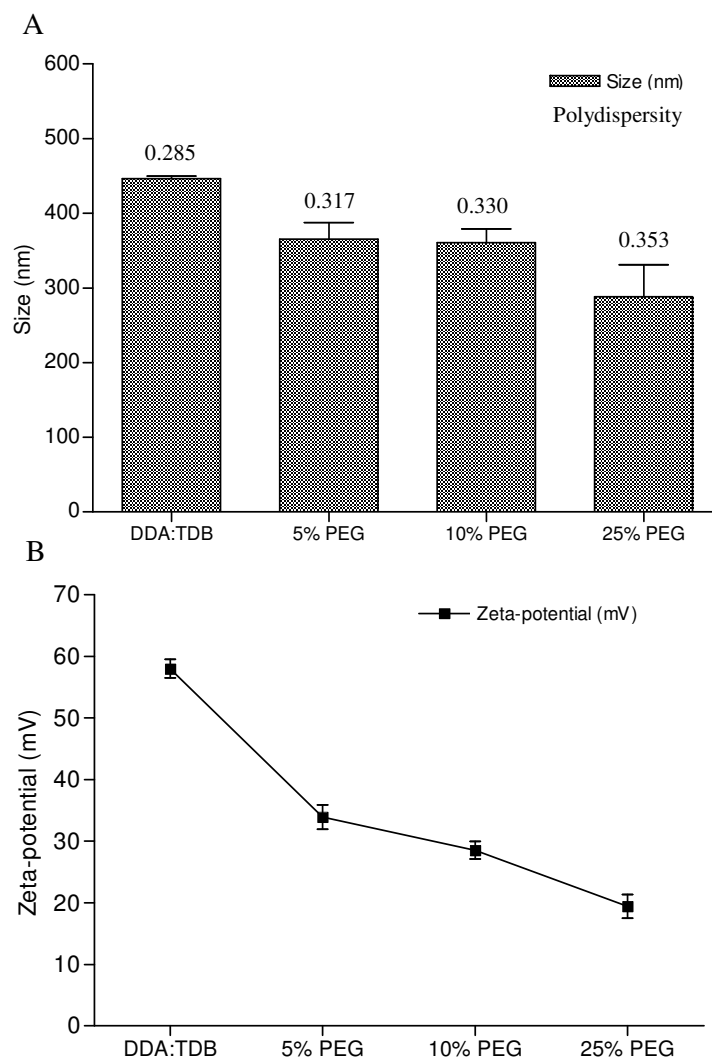 A
600
500
400
300
200
100
0
Size (nm)
Size (nm)
Polydispersity
0.285
0.317
0.330
0.353
DDA:TDB 5% PEG 10% PEG 25% PEG
B
70
60
50
40
30
20
10
0
Zeta-potential (mV)
Zeta-potential (mV)
DDA:TDB 5% PEG 10% PEG 25% PEG